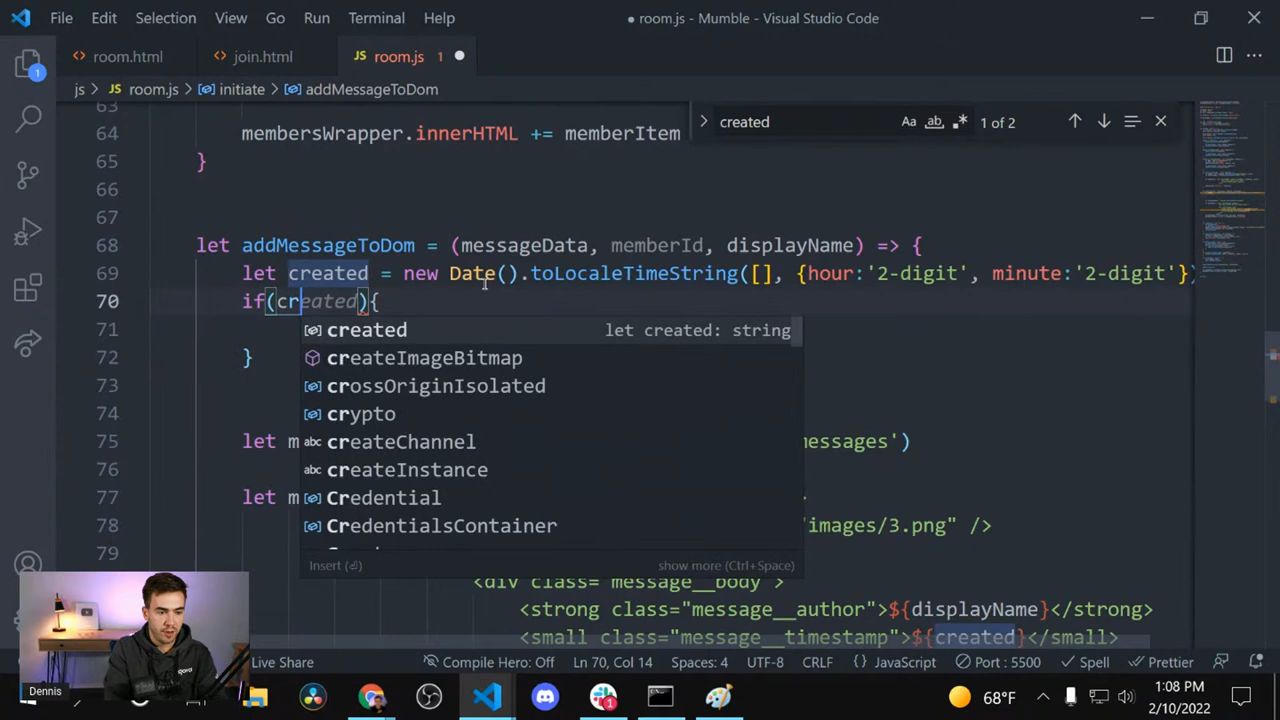 File Edit Selection View Go Run Terminal Help ● room.js - Mumble - Visual Studio Code
room.html join.html JS room.js 1
js > JS room.js > initiate > addMessageToDom
created Aa ab 1 of 2
63
64 membersWrapper.innerHTML += memberItem
65 }
66
67
68 let addMessageToDom = (messageData, memberId, displayName) => {
69 let created = new Date().toLocaleTimeString([], {hour:'2-digit', minute:'2-digit'})
70 if(created){
71 created let created: string
createImageBitmap
72 }
73 crossOriginIsolated
74 crypto
75 let m createChannel messages')
76 createInstance
77 let m Credential
78 CredentialsContainer /images/3.png" />
79
Insert (⏎) show more (Ctrl+Space)
<div class="message__body">
<strong class="message__author">${displayName}</strong>
<small class="message__timestamp">${created}</small>
Dennis
Live Share Compile Hero: Off Ln 70, Col 14 Spaces: 4 UTF-8 CRLF {} JavaScript Port : 5500 Spell Prettier
1
68°F 1:08 PM
2/10/2022